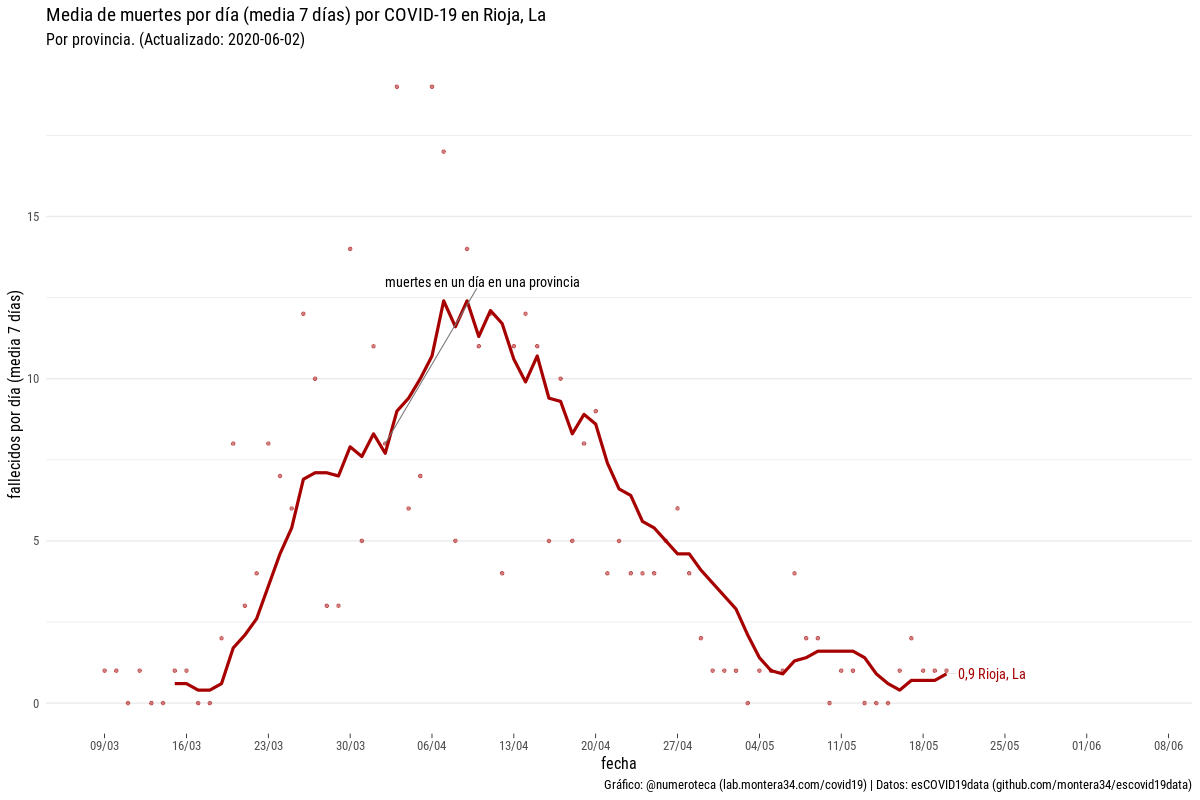 Media de muertes por día (media 7 días) por COVID-19 en Rioja, La
Por provincia. (Actualizado: 2020-06-02)
fallecidos por día (media 7 días)
15
10
5
0
muertes en un día en una provincia
0,9 Rioja, La
09/03
16/03
23/03
30/03
06/04
13/04
20/04
27/04
04/05
11/05
18/05
25/05
01/06
08/06
fecha
Gráfico: @numeroteca (lab.montera34.com/covid19) | Datos: esCOVID19data (github.com/montera34/escovid19data)